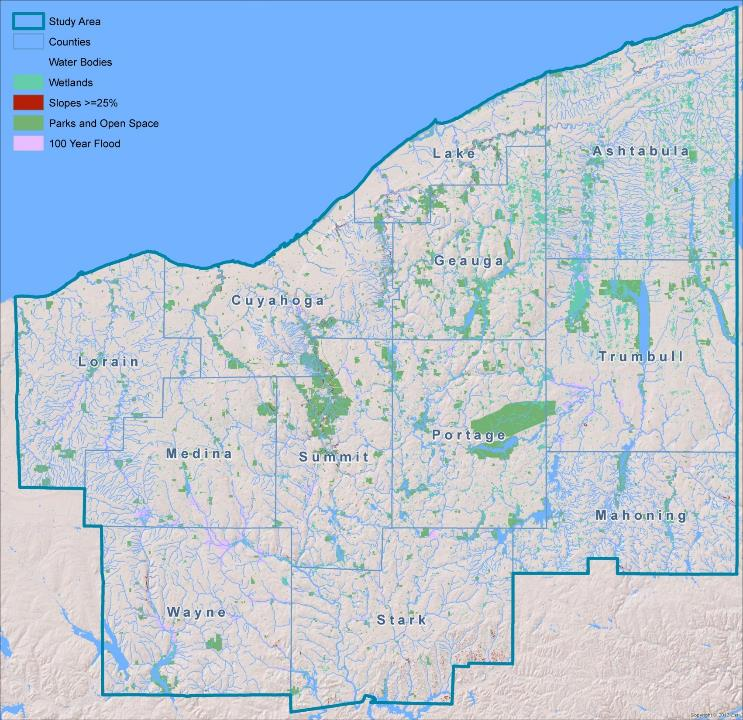 Study Area
Counties
Water Bodies
Wetlands
Slopes >=25%
Parks and Open Space
100 Year Flood
Lake
Ashtabula
Geauga
Cuyahoga
Lorain
Trumbull
Portage
Medina
Summit
Mahoning
Wayne
Stark